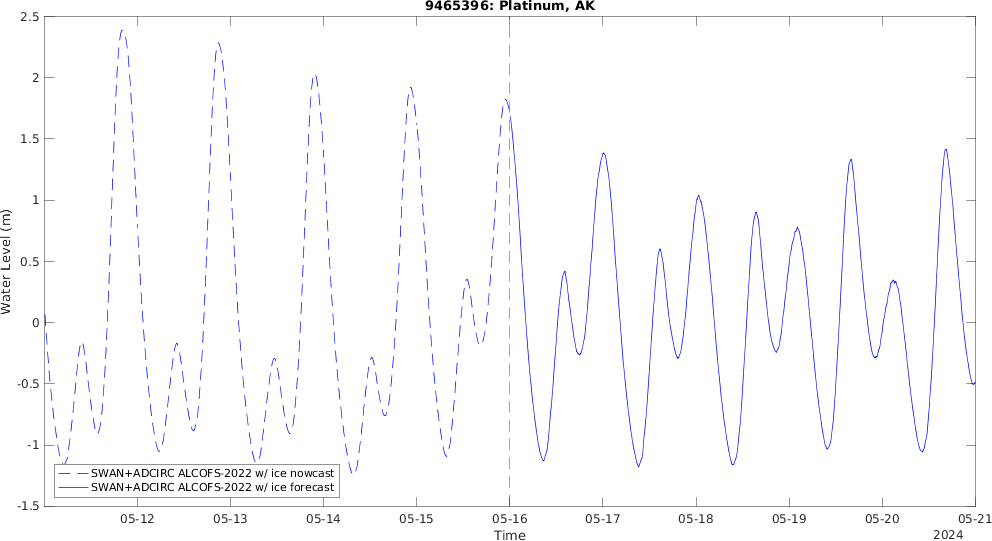 9465396: Platinum, AK
2.5
2
1.5
1
0.5
0
-0.5
-1
-1.5
Water Level (m)
SWAN+ADCIRC ALCOFS-2022 w/ ice nowcast
SWAN+ADCIRC ALCOFS-2022 w/ ice forecast
05-12 05-13 05-14 05-15 05-16 05-17 05-18 05-19 05-20 05-21
Time
2024